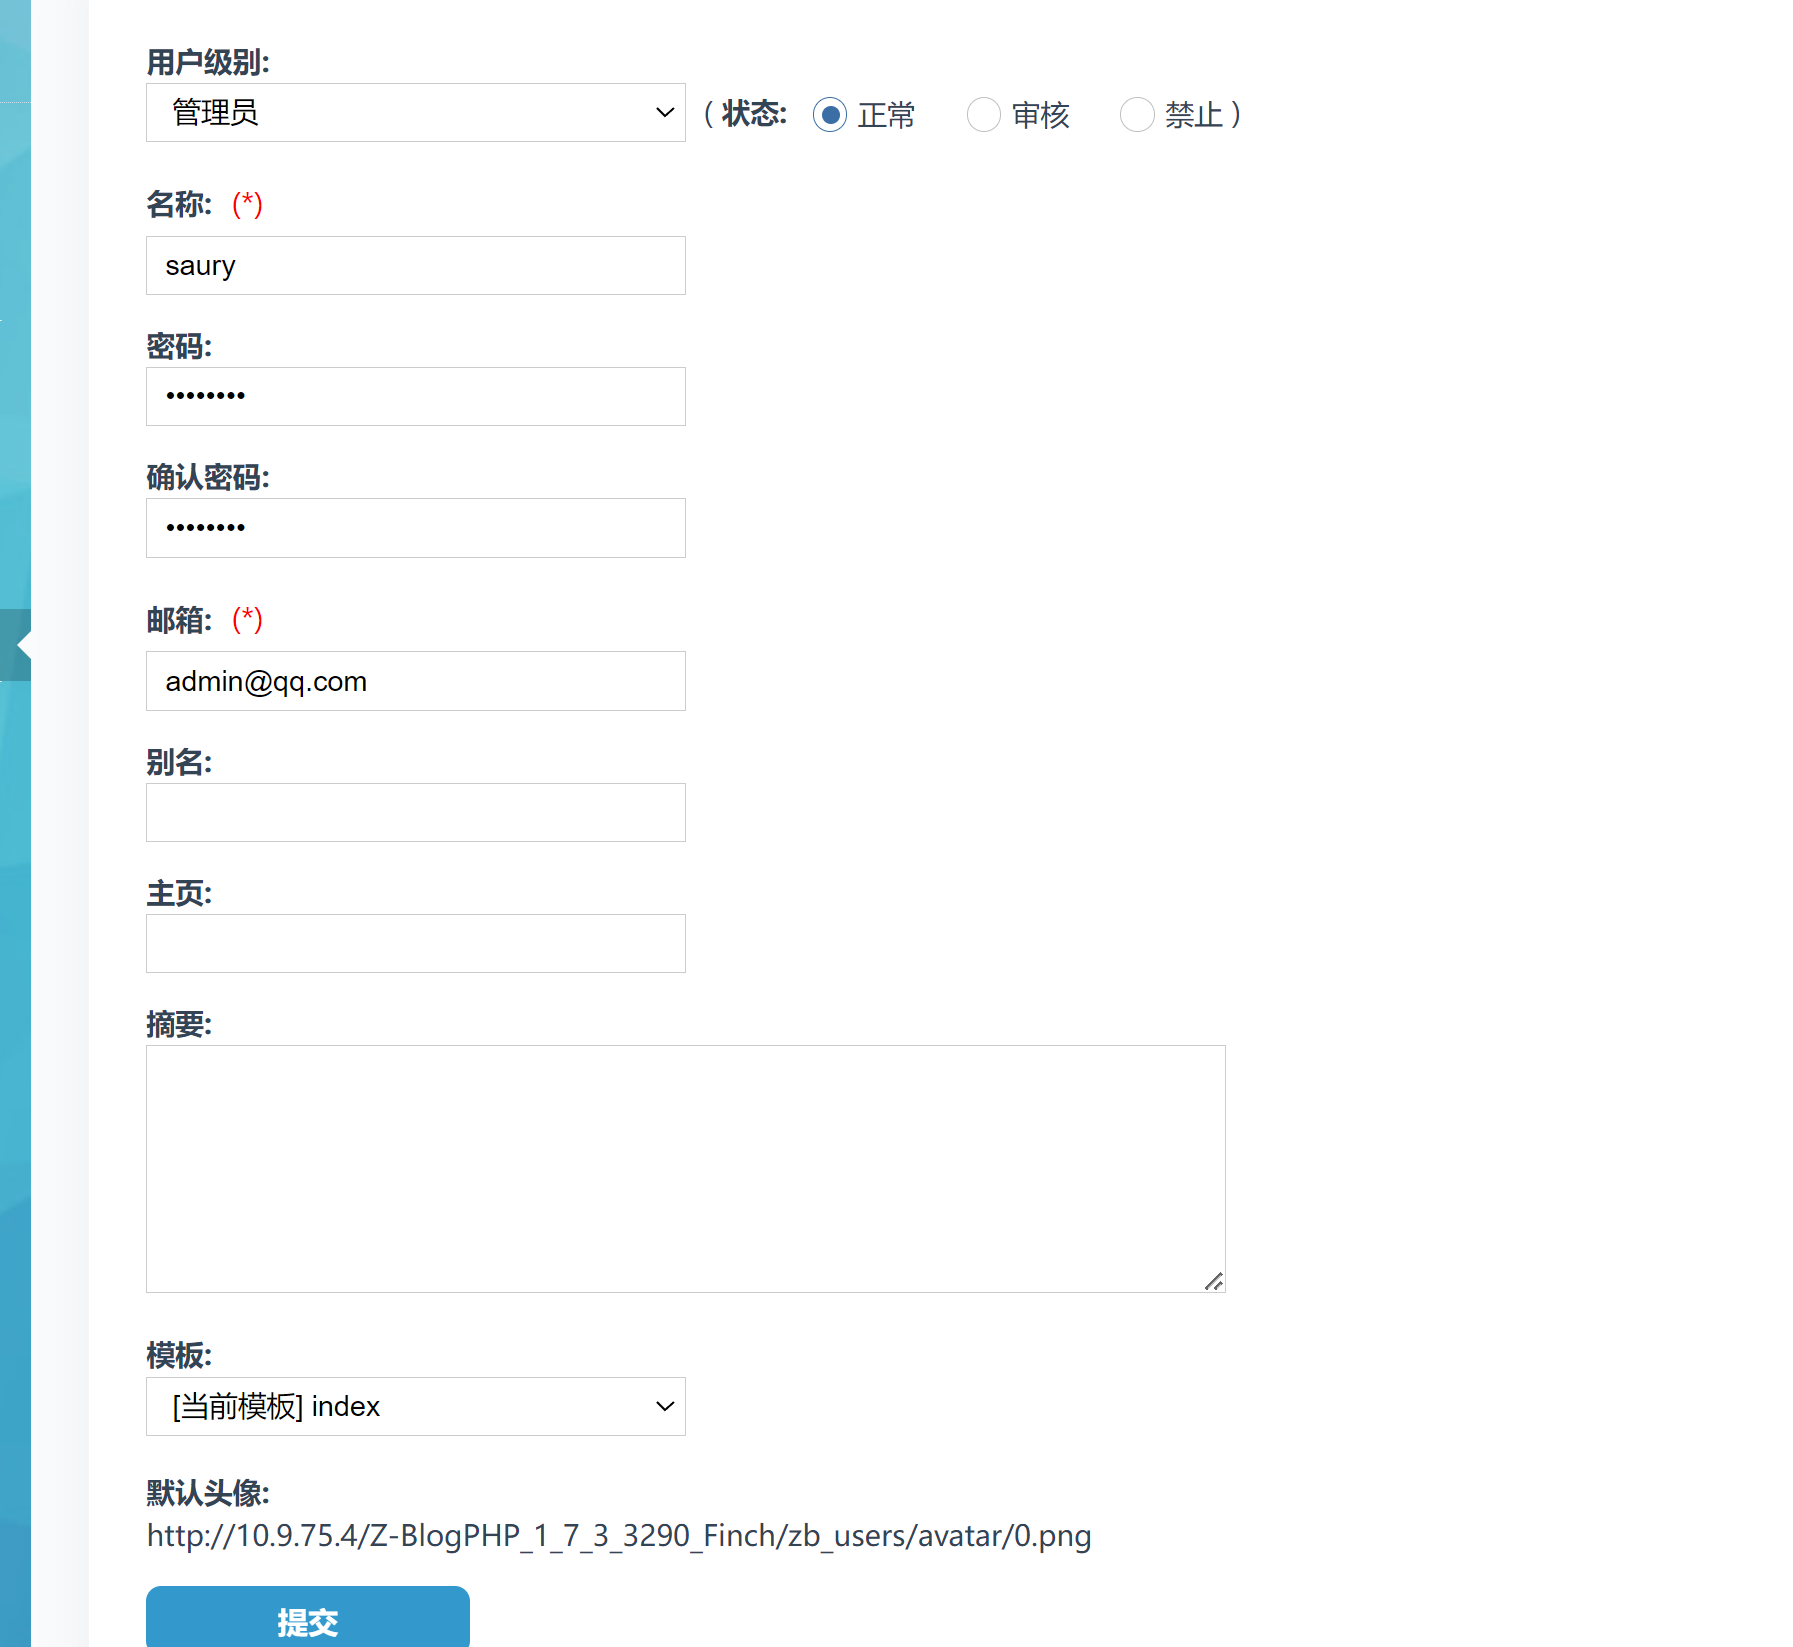 用户级别:
管理员 ( 状态: 正常 审核 禁止 )
名称: (*)
saury
密码:
••••••••
确认密码:
••••••••
邮箱: (*)
admin@qq.com
别名:
主页:
摘要:
模板:
[当前模板] index
默认头像:
http://10.9.75.4/Z-BlogPHP_1_7_3_3290_Finch/zb_users/avatar/0.png
提交